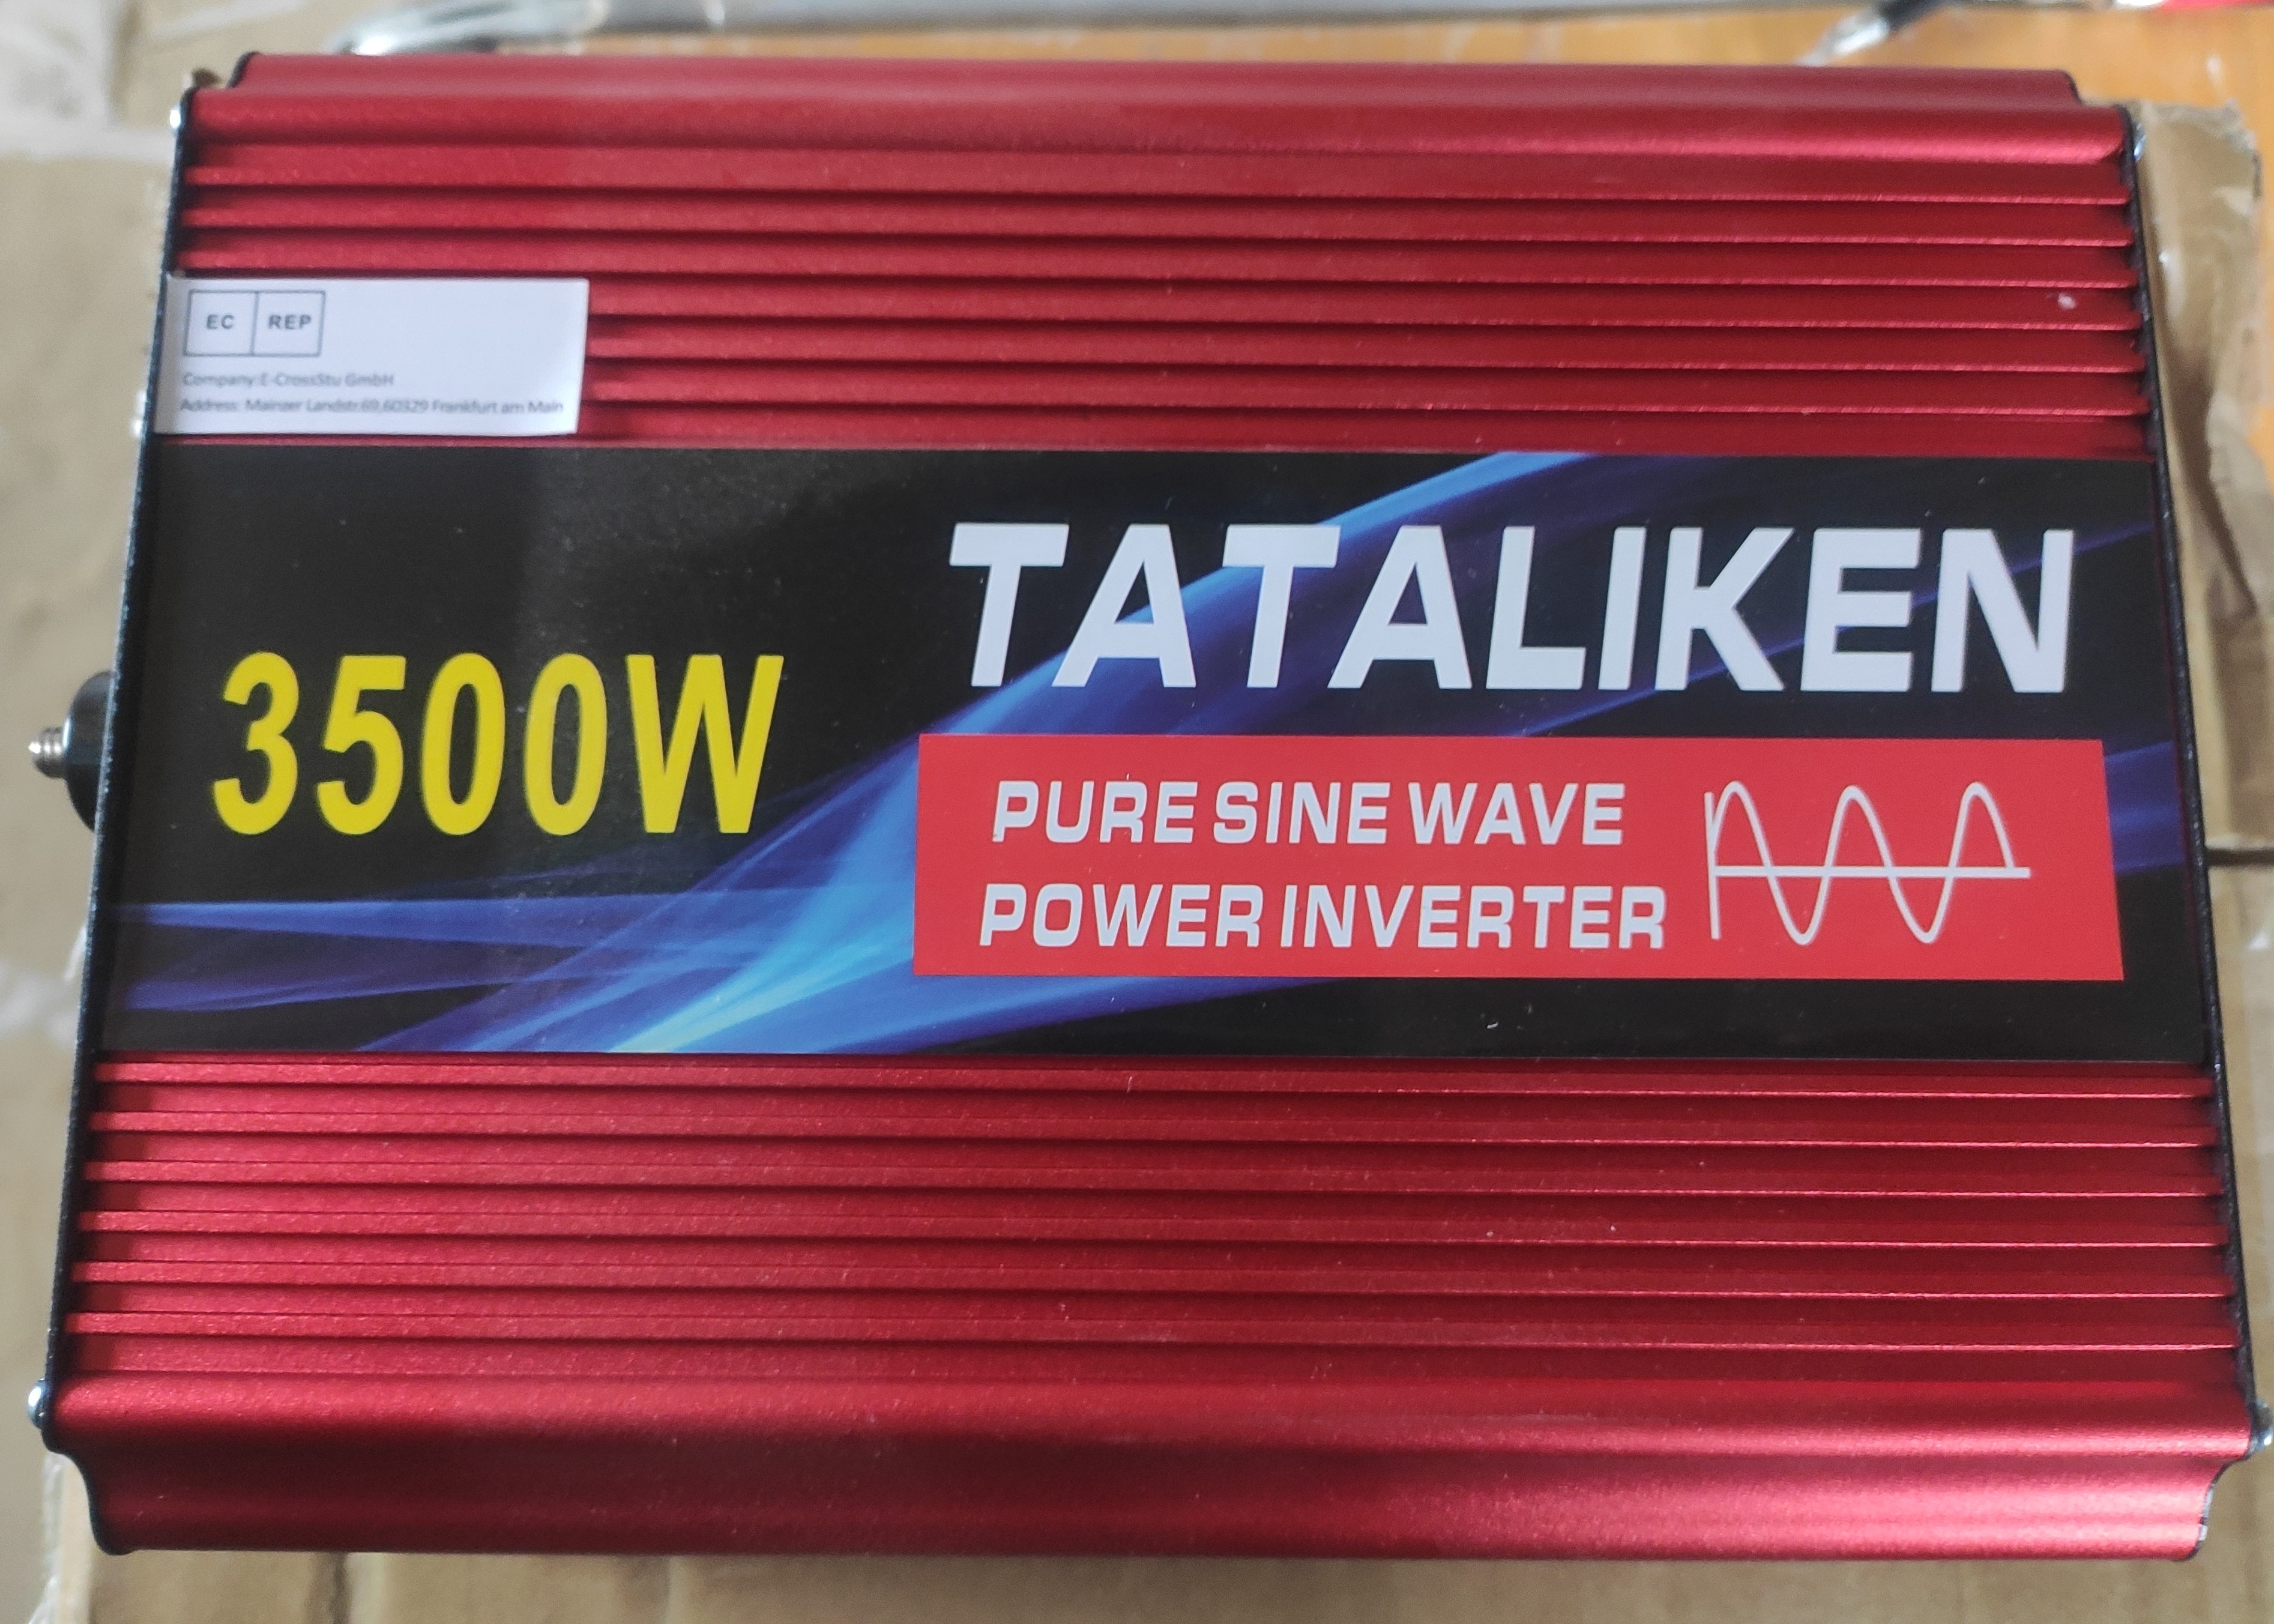 EC REP
Company:E-CrossStu GmbH
Address: Mainzer Landstr.69,60329 Frankfurt am Main
3500W
TATALIKEN
PURE SINE WAVE
POWER INVERTER